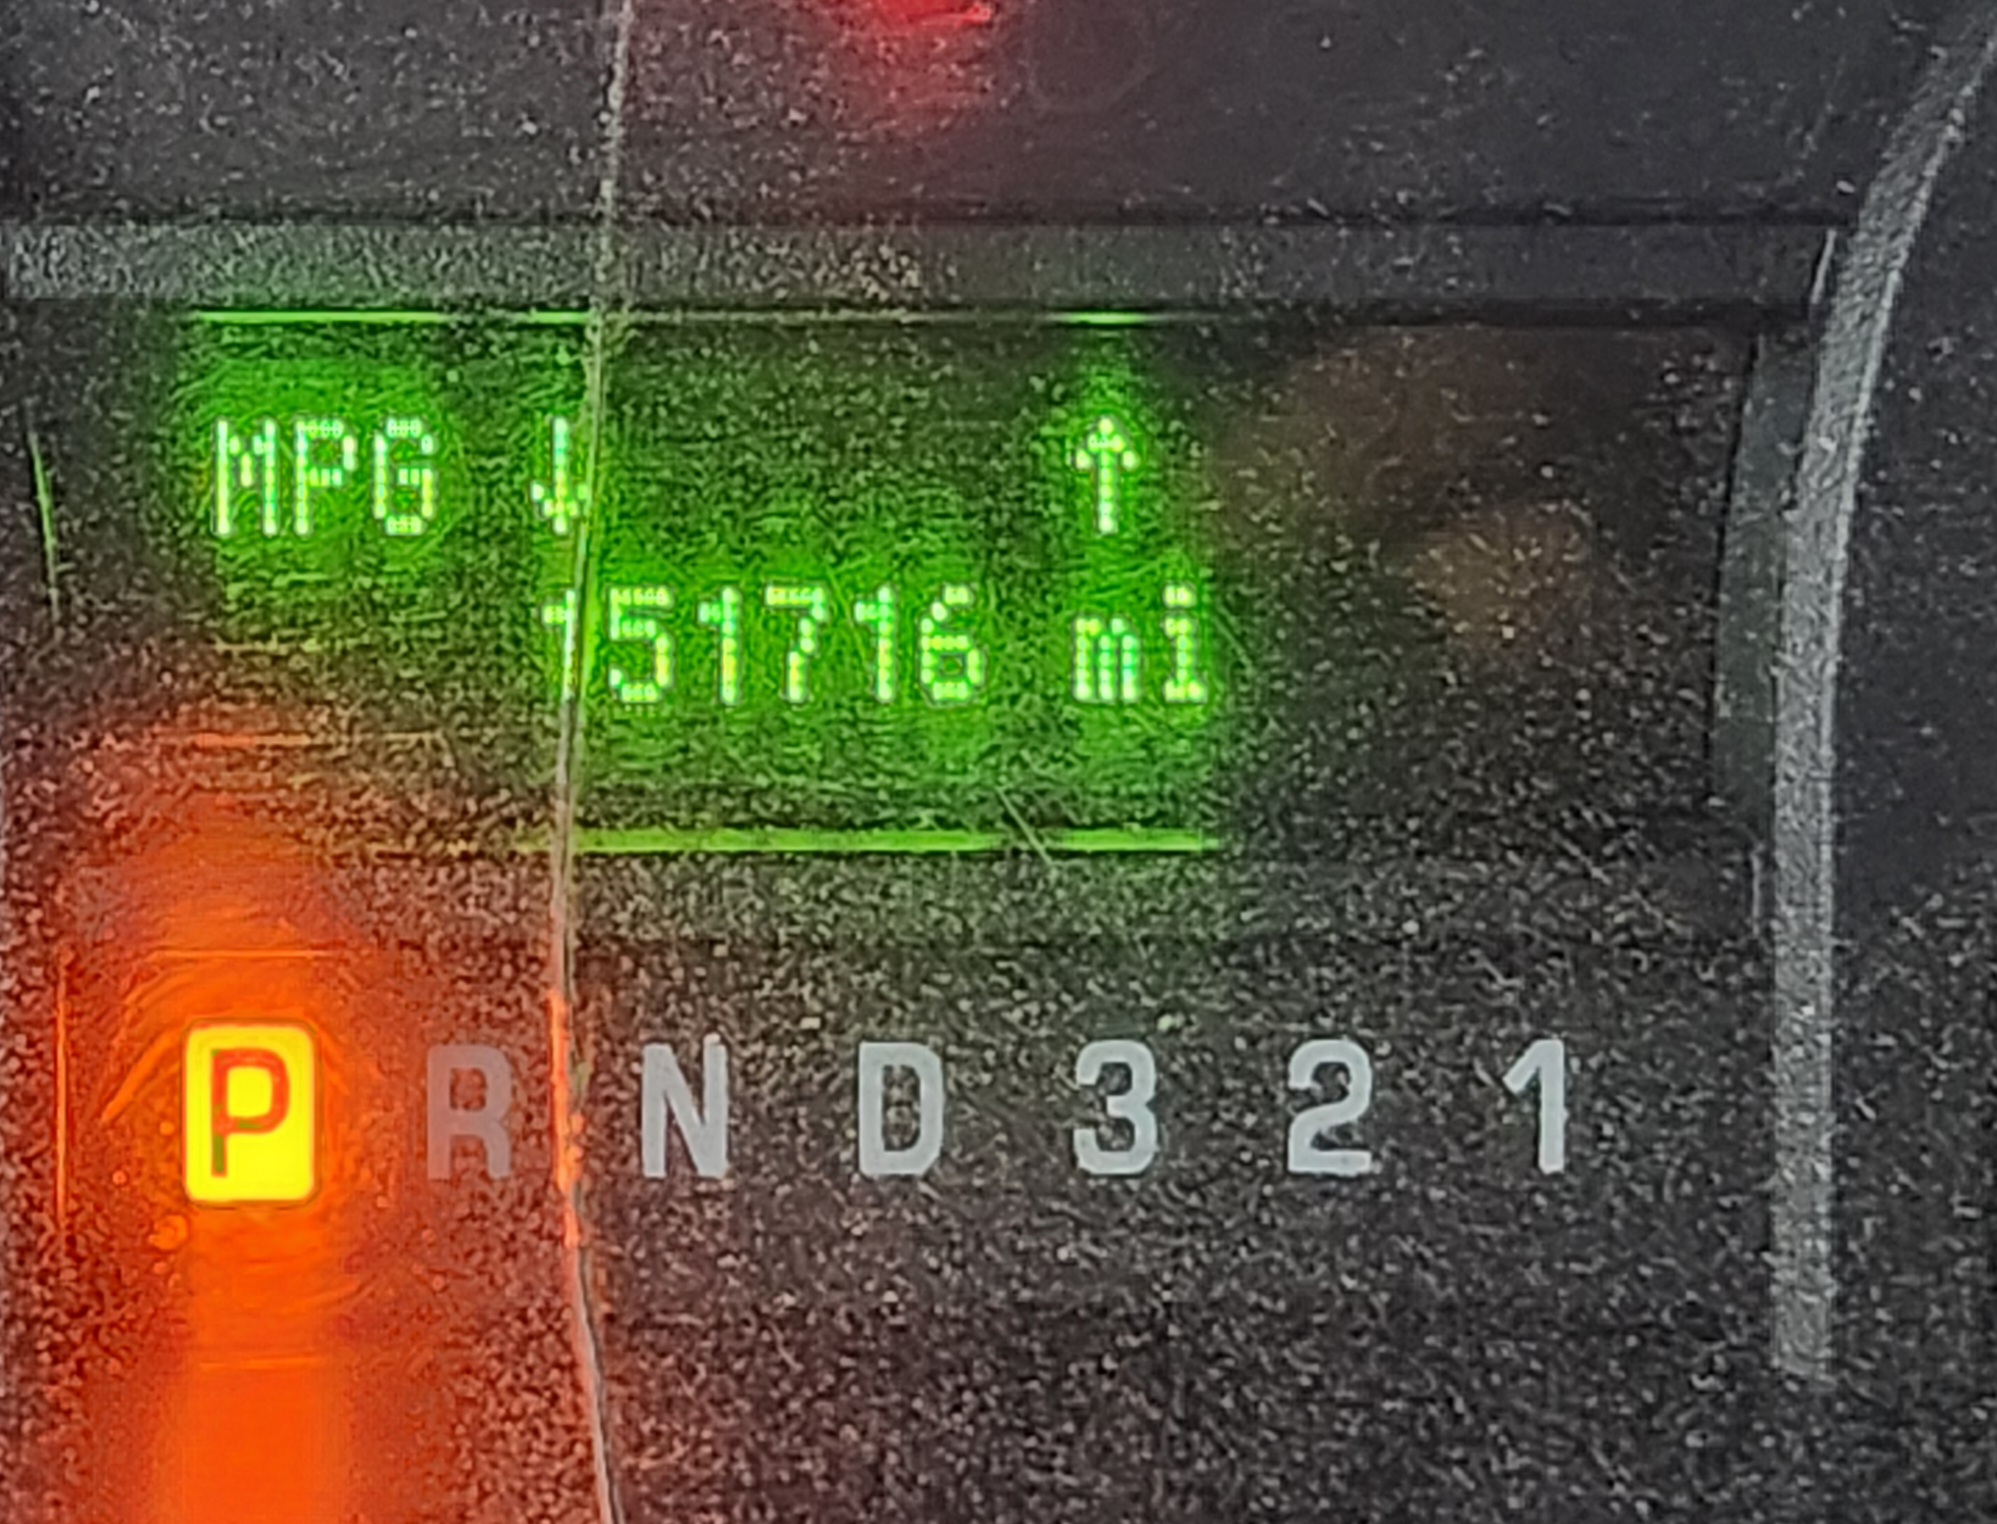 MPG ↓ ↑
151716 mi
P R N D 3 2 1